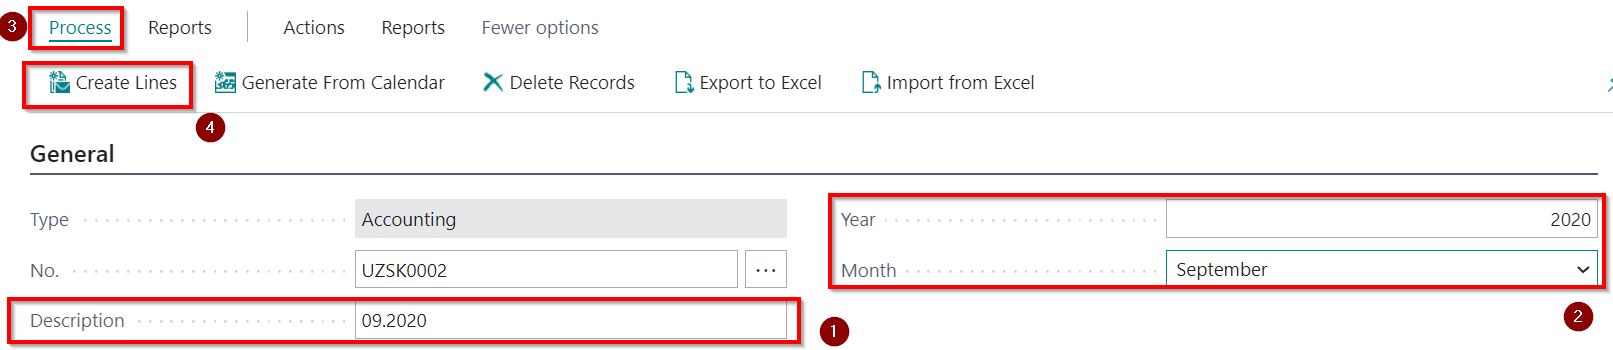 3 Process Reports Actions Reports Fewer options
Create Lines Generate From Calendar Delete Records Export to Excel Import from Excel
4
General
Type Accounting Year 2020
No. UZSK0002 ... Month September
Description 09.2020 1 2